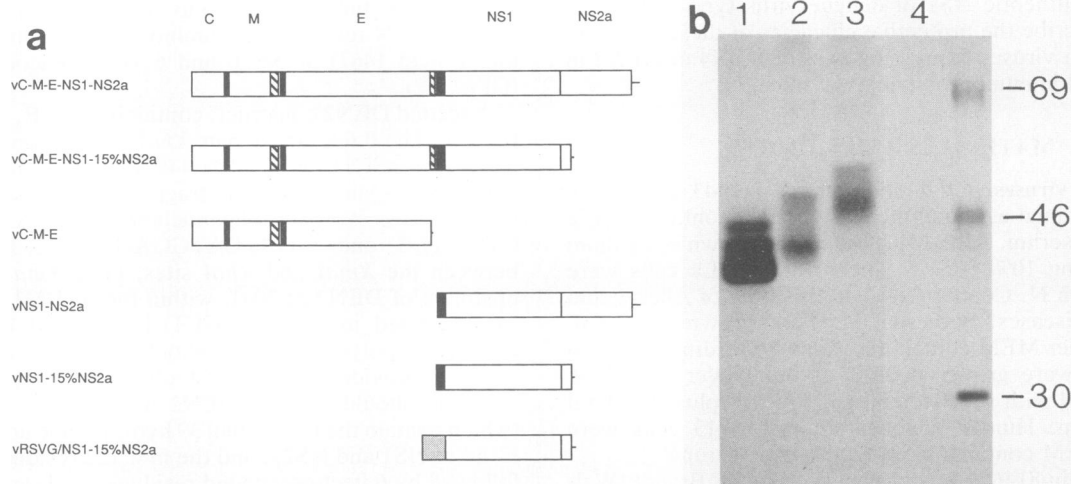 a
C M E NS1 NS2a
vC-M-E-NS1-NS2a
vC-M-E-NS1-15%NS2a
vC-M-E
vNS1-NS2a
vNS1-15%NS2a
vRSVG/NS1-15%NS2a
b
1 2 3 4
-69
-46
-30